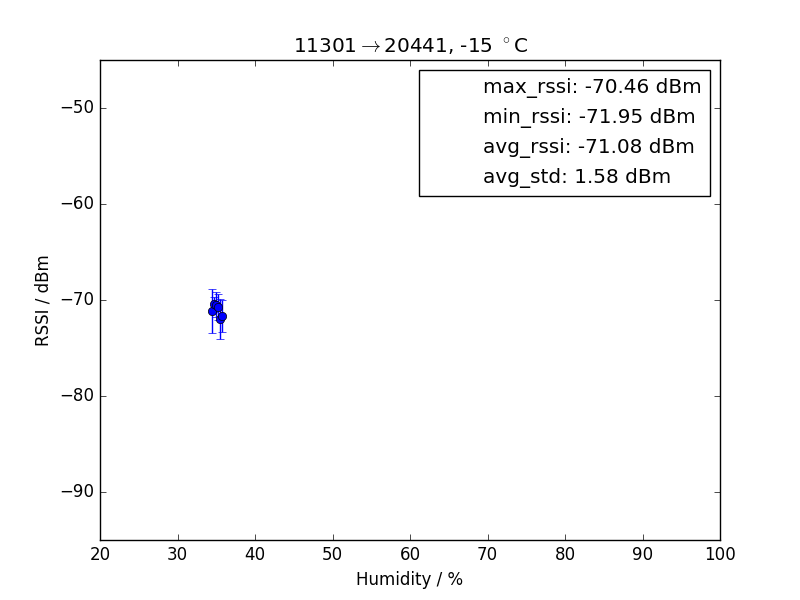 11301→20441, -15 °C
max_rssi: -70.46 dBm
min_rssi: -71.95 dBm
avg_rssi: -71.08 dBm
avg_std: 1.58 dBm
RSSI / dBm
−50
−60
−70
−80
−90
20 30 40 50 60 70 80 90 100
Humidity / %